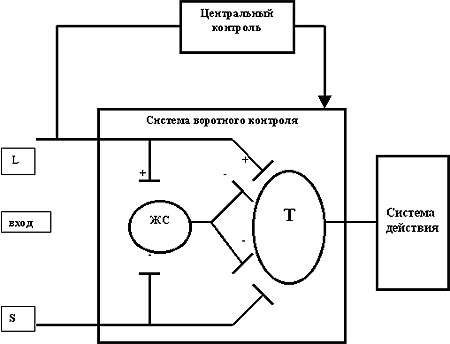 Центральный
контроль
Система воротного контроля
L
+
+
-
ЖС
Т
вход
Система
действия
-
-
S